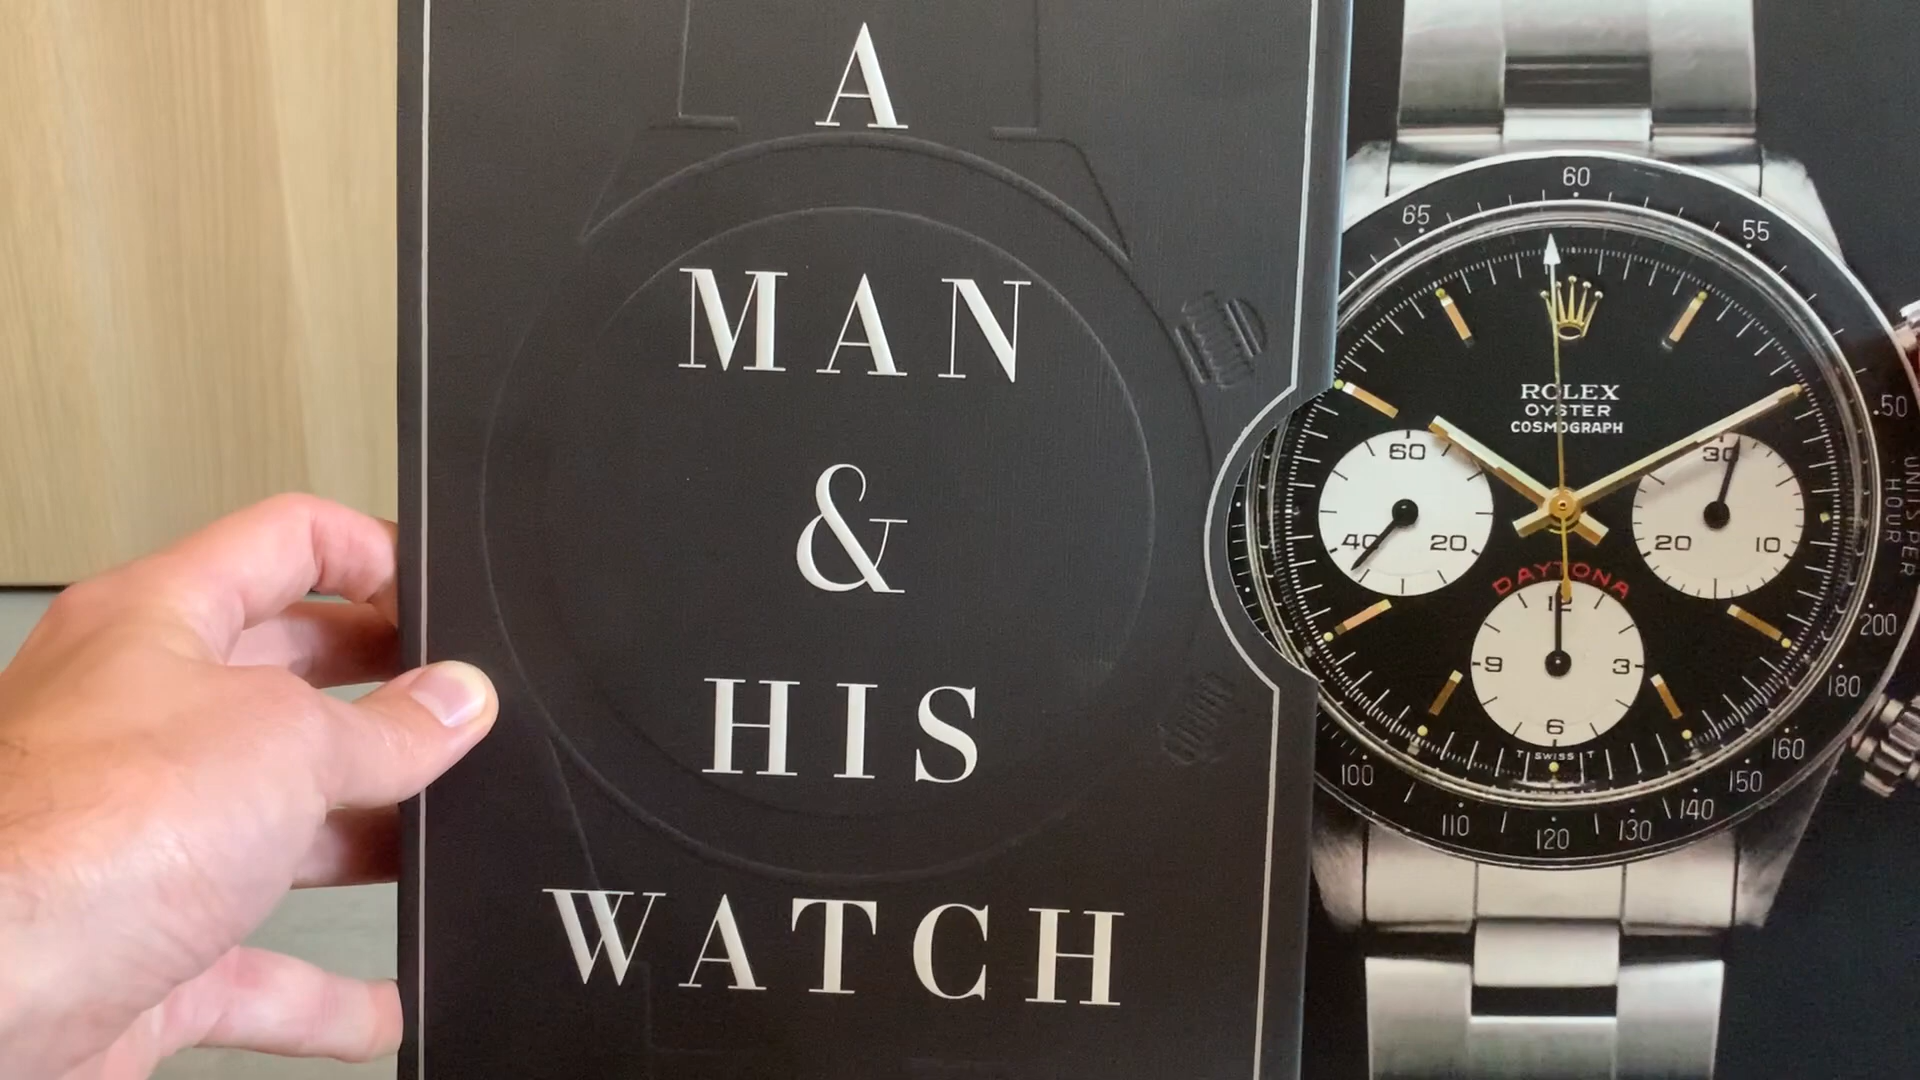 A
MAN
&
HIS
WATCH
60
65
55
50
UNITS PER
HOUR
ROLEX
OYSTER
COSMOGRAPH
60
40
20
30
20
10
DAYTONA
12
9
3
6
T SWISS T
200
180
160
150
140
130
120
110
100